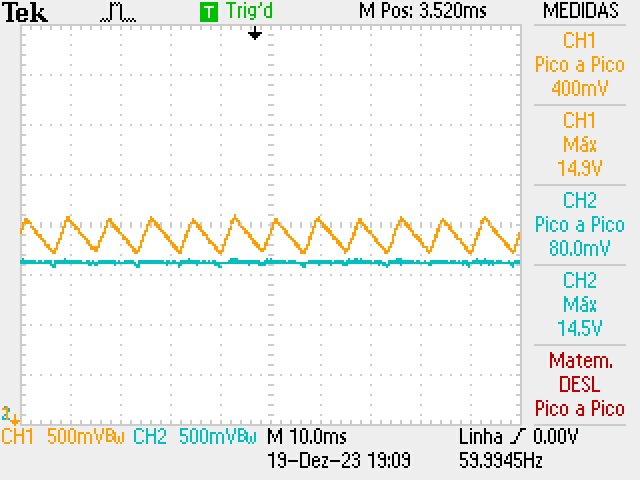 Tek T Trig'd M Pos: 3.520ms MEDIDAS
CH1
Pico a Pico
400mV
CH1
Máx
14.9V
CH2
Pico a Pico
80.0mV
CH2
Máx
14.5V
Matem.
DESL
Pico a Pico
2
CH1 500mVBw CH2 500mVBw M 10.0ms Linha 0.00V
19-Dez-23 19:09 59.9945Hz